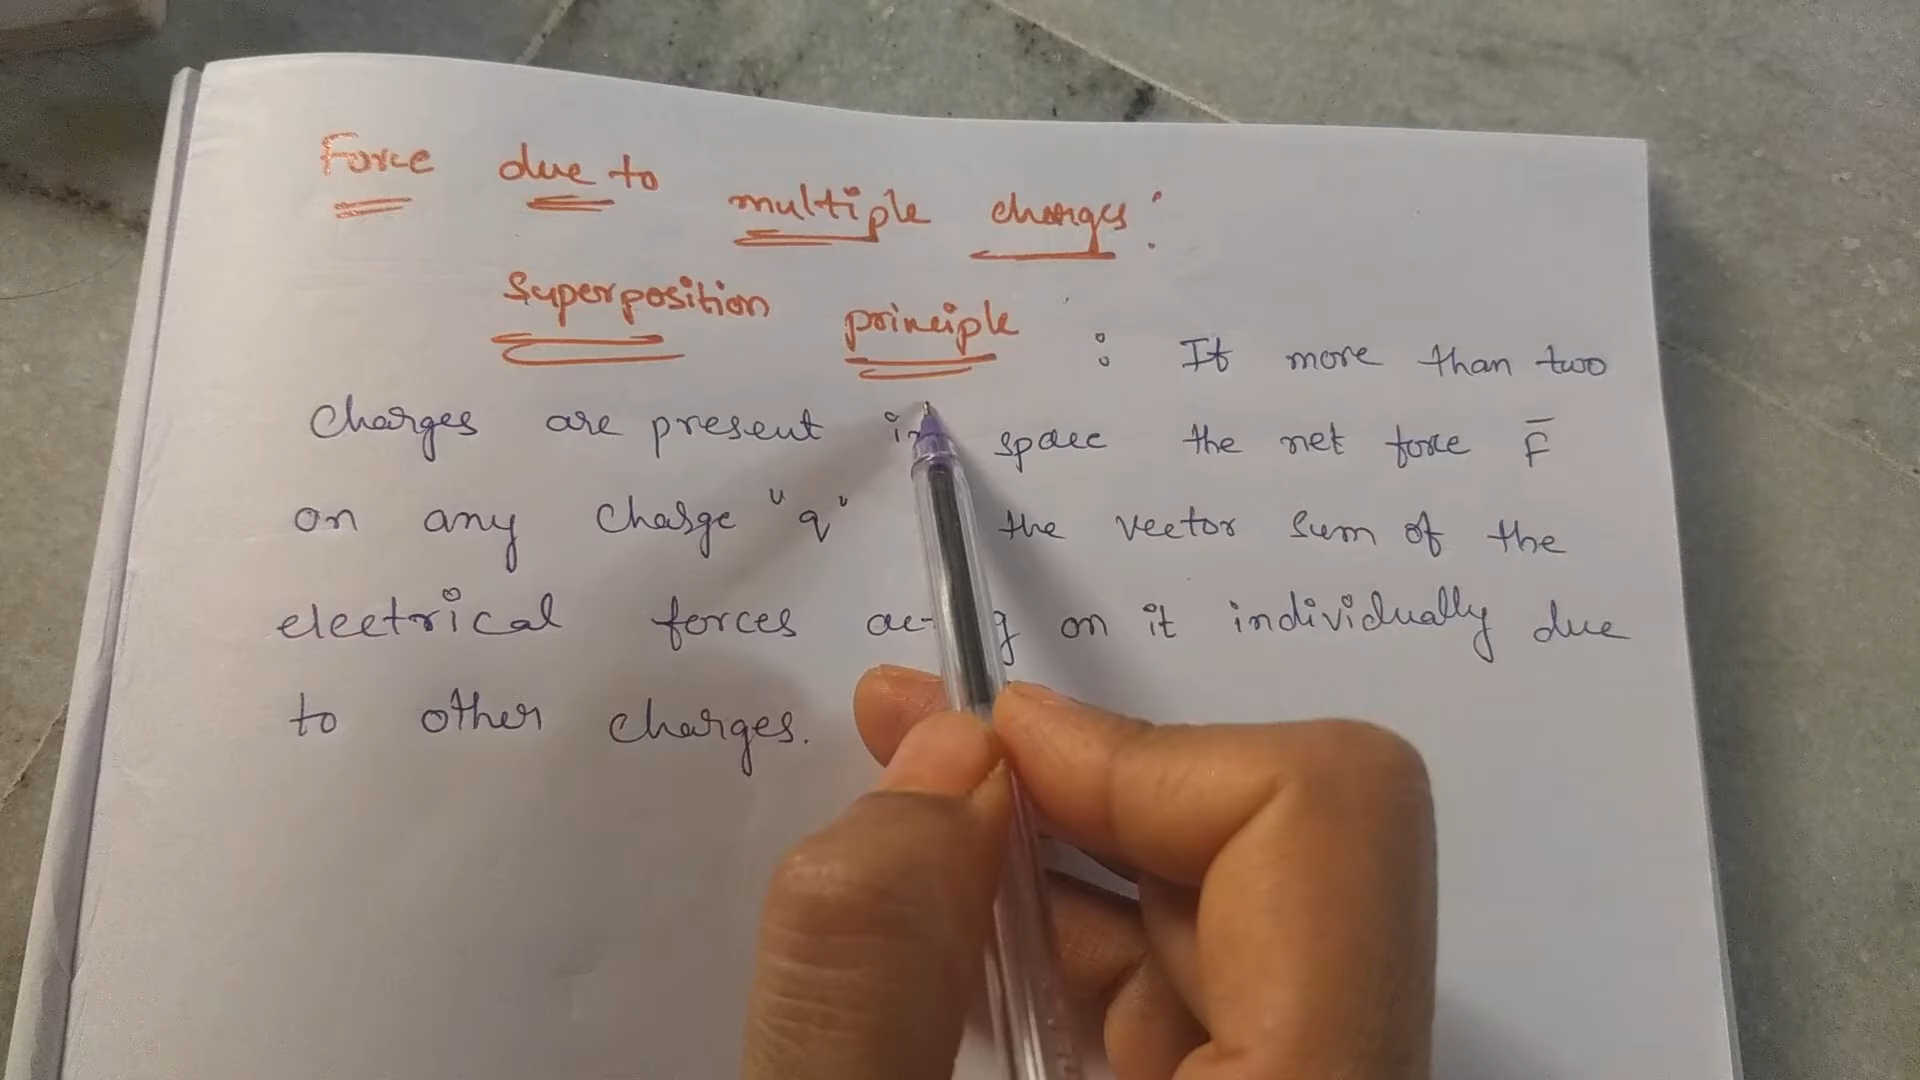 Force due to multiple charges:
Superposition principle : If more than two
charges are present in space the net force F̅
on any charge "q" the vector sum of the
electrical forces on it individually due
to other charges.